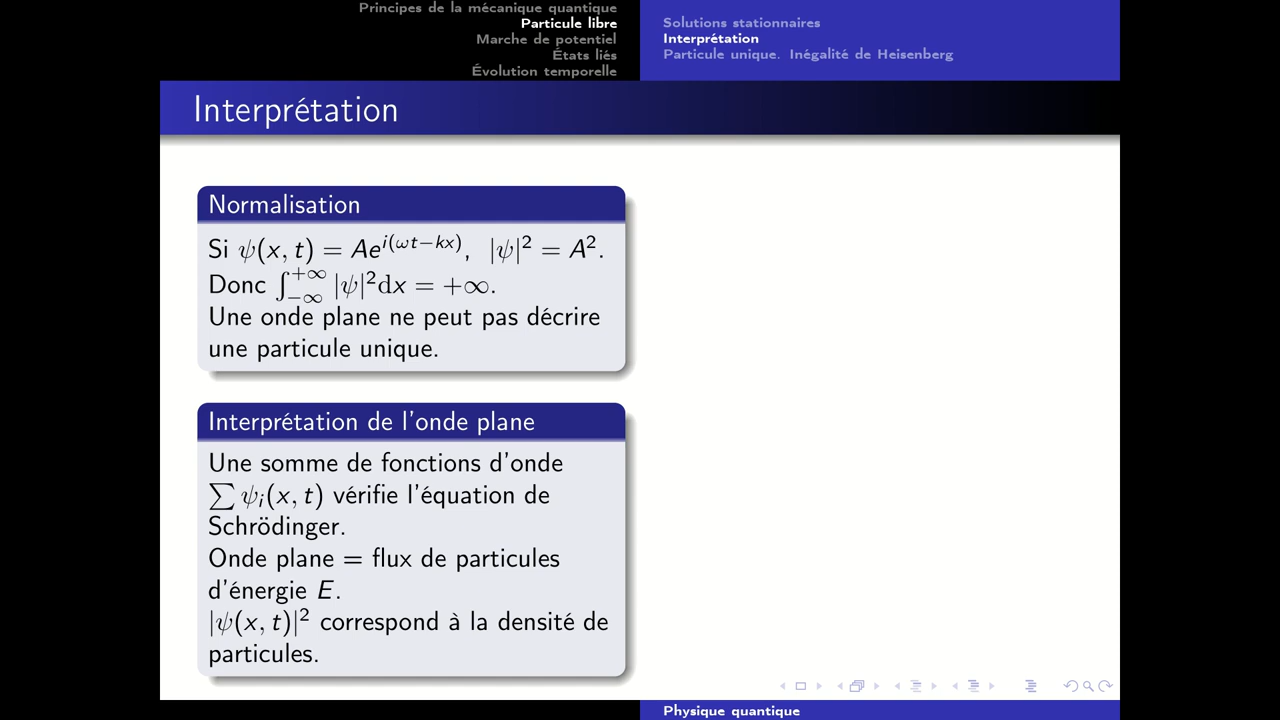 Principes de la mécanique quantique
Particule libre
Marche de potentiel
États liés
Évolution temporelle
Solutions stationnaires
Interprétation
Particule unique. Inégalité de Heisenberg
Interprétation
Normalisation
Si ψ(x, t) = Ae^{i(ωt−kx)}, |ψ|² = A².
Donc ∫_{−∞}^{+∞} |ψ|²dx = +∞.
Une onde plane ne peut pas décrire
une particule unique.
Interprétation de l'onde plane
Une somme de fonctions d'onde
∑ ψᵢ(x, t) vérifie l'équation de
Schrödinger.
Onde plane = flux de particules
d'énergie E.
|ψ(x, t)|² correspond à la densité de
particules.
Physique quantique